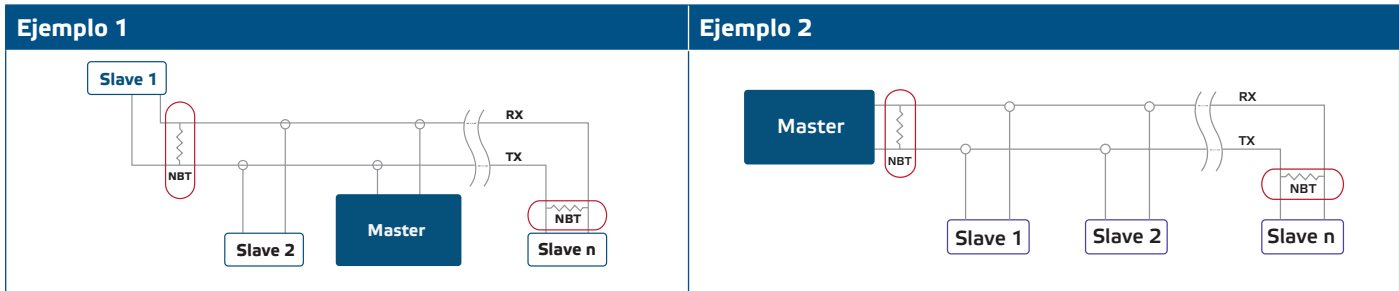 Ejemplo 1
Slave 1
RX
TX
NBT
NBT
Slave 2
Master
Slave n
Ejemplo 2
Master
RX
TX
NBT
NBT
Slave 1
Slave 2
Slave n